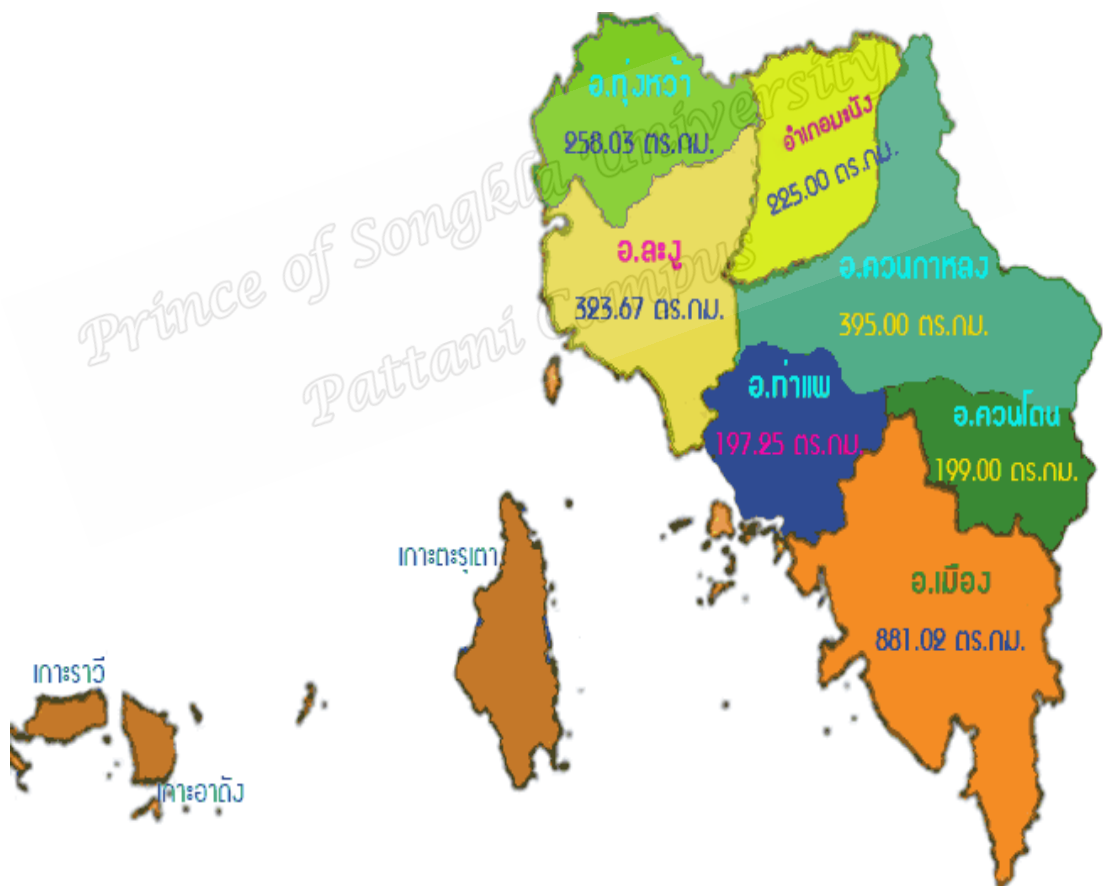 อ.ทุ่งหว้า
258.03 ตร.กม.
อำเภอมะนัง
225.00 ตร.กม.
อ.ละงู
323.67 ตร.กม.
อ.ควนกาหลง
395.00 ตร.กม.
อ.ท่าแพ
197.25 ตร.กม.
อ.ควนโดน
199.00 ตร.กม.
อ.เมือง
881.02 ตร.กม.
เกาะตะรุเตา
เกาะราวี
เกาะอาดัง
Prince of Songkla University
Pattani Campus